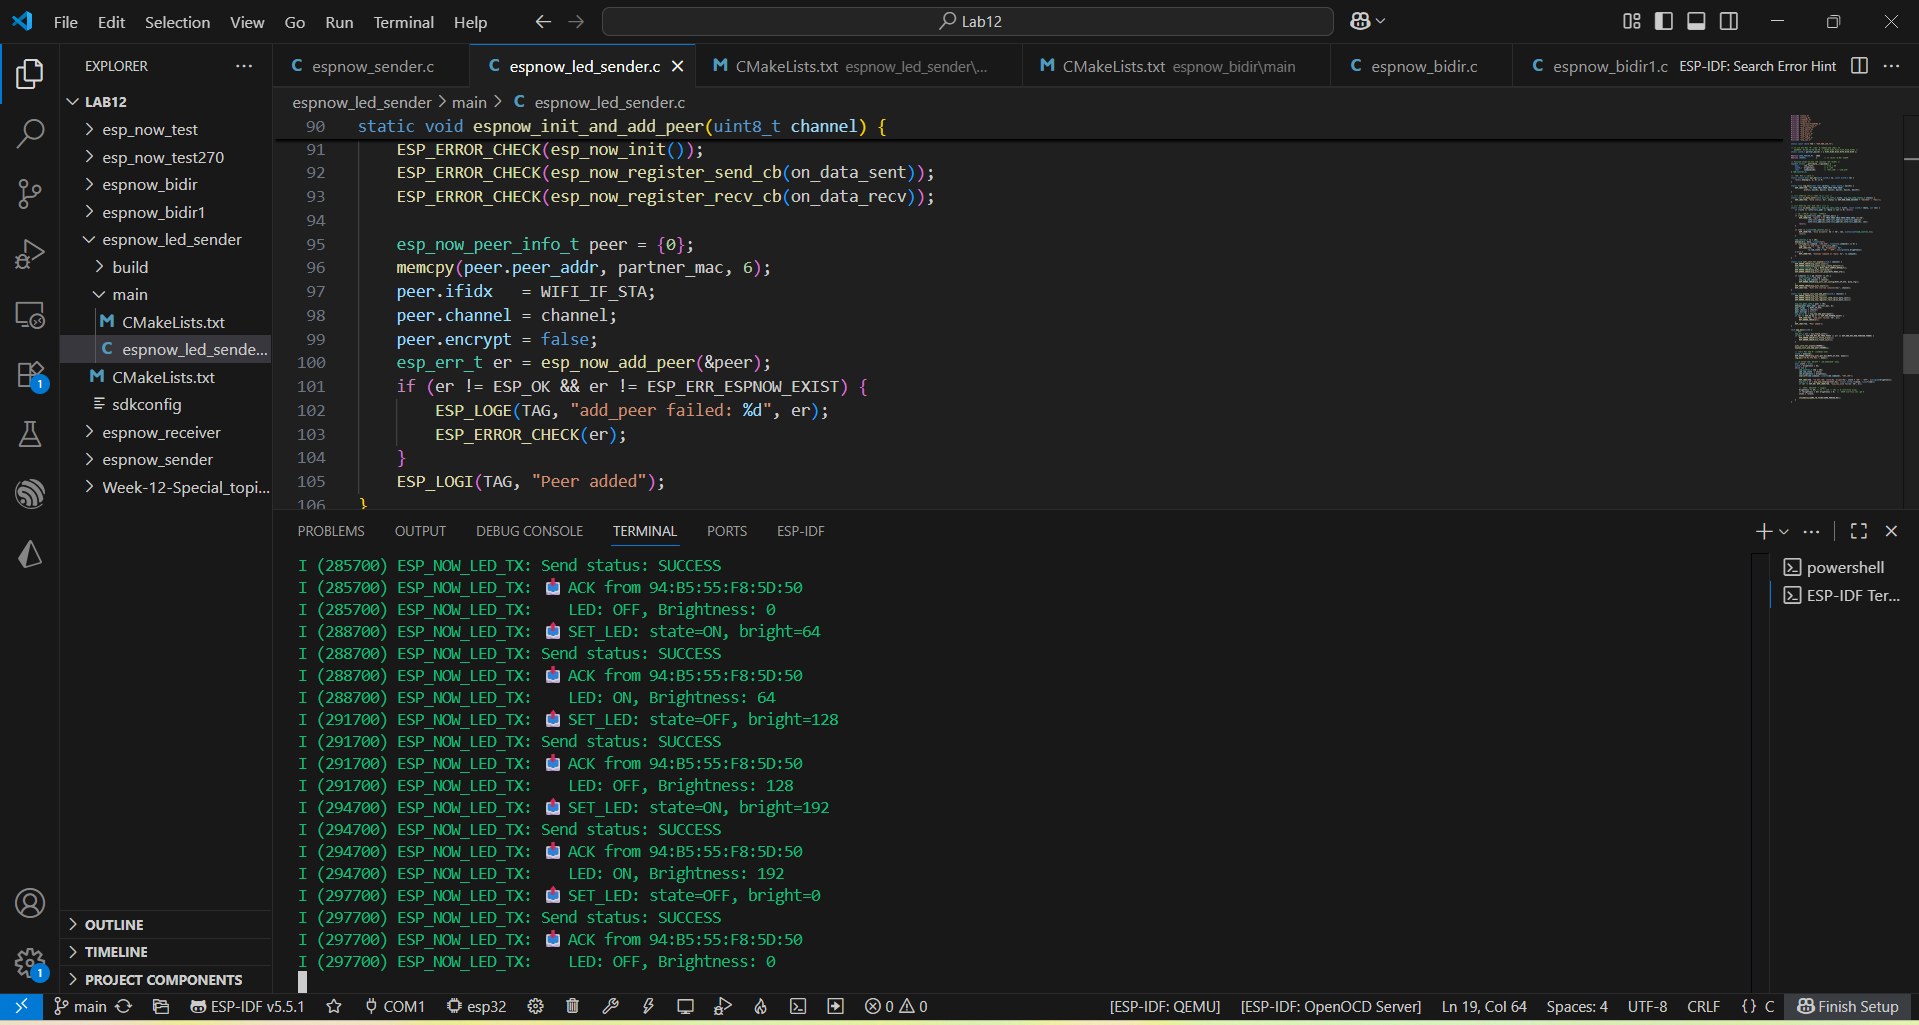 File Edit Selection View Go Run Terminal Help
Lab12
EXPLORER
LAB12
esp_now_test
esp_now_test270
espnow_bidir
espnow_bidir1
espnow_led_sender
build
main
CMakeLists.txt
espnow_led_sende...
CMakeLists.txt
sdkconfig
espnow_receiver
espnow_sender
Week-12-Special_topi...
OUTLINE
TIMELINE
PROJECT COMPONENTS
espnow_sender.c
espnow_led_sender.c
CMakeLists.txt espnow_led_sender\...
CMakeLists.txt espnow_bidir\main
espnow_bidir.c
espnow_bidir1.c
ESP-IDF: Search Error Hint
espnow_led_sender > main > C espnow_led_sender.c
90 static void espnow_init_and_add_peer(uint8_t channel) {
91 ESP_ERROR_CHECK(esp_now_init());
92 ESP_ERROR_CHECK(esp_now_register_send_cb(on_data_sent));
93 ESP_ERROR_CHECK(esp_now_register_recv_cb(on_data_recv));
94
95 esp_now_peer_info_t peer = {0};
96 memcpy(peer.peer_addr, partner_mac, 6);
97 peer.ifidx   = WIFI_IF_STA;
98 peer.channel = channel;
99 peer.encrypt = false;
100 esp_err_t er = esp_now_add_peer(&peer);
101 if (er != ESP_OK && er != ESP_ERR_ESPNOW_EXIST) {
102 ESP_LOGE(TAG, "add_peer failed: %d", er);
103 ESP_ERROR_CHECK(er);
104 }
105 ESP_LOGI(TAG, "Peer added");
106 }
PROBLEMS OUTPUT DEBUG CONSOLE TERMINAL PORTS ESP-IDF
I (285700) ESP_NOW_LED_TX: Send status: SUCCESS
I (285700) ESP_NOW_LED_TX: 📥 ACK from 94:B5:55:F8:5D:50
I (285700) ESP_NOW_LED_TX:    LED: OFF, Brightness: 0
I (288700) ESP_NOW_LED_TX: 📤 SET_LED: state=ON, bright=64
I (288700) ESP_NOW_LED_TX: Send status: SUCCESS
I (288700) ESP_NOW_LED_TX: 📥 ACK from 94:B5:55:F8:5D:50
I (288700) ESP_NOW_LED_TX:    LED: ON, Brightness: 64
I (291700) ESP_NOW_LED_TX: 📤 SET_LED: state=OFF, bright=128
I (291700) ESP_NOW_LED_TX: Send status: SUCCESS
I (291700) ESP_NOW_LED_TX: 📥 ACK from 94:B5:55:F8:5D:50
I (291700) ESP_NOW_LED_TX:    LED: OFF, Brightness: 128
I (294700) ESP_NOW_LED_TX: 📤 SET_LED: state=ON, bright=192
I (294700) ESP_NOW_LED_TX: Send status: SUCCESS
I (294700) ESP_NOW_LED_TX: 📥 ACK from 94:B5:55:F8:5D:50
I (294700) ESP_NOW_LED_TX:    LED: ON, Brightness: 192
I (297700) ESP_NOW_LED_TX: 📤 SET_LED: state=OFF, bright=0
I (297700) ESP_NOW_LED_TX: Send status: SUCCESS
I (297700) ESP_NOW_LED_TX: 📥 ACK from 94:B5:55:F8:5D:50
I (297700) ESP_NOW_LED_TX:    LED: OFF, Brightness: 0
powershell
ESP-IDF Ter...
main ESP-IDF v5.5.1 COM1 esp32 0 0 [ESP-IDF: QEMU] [ESP-IDF: OpenOCD Server] Ln 19, Col 64 Spaces: 4 UTF-8 CRLF {} C Finish Setup